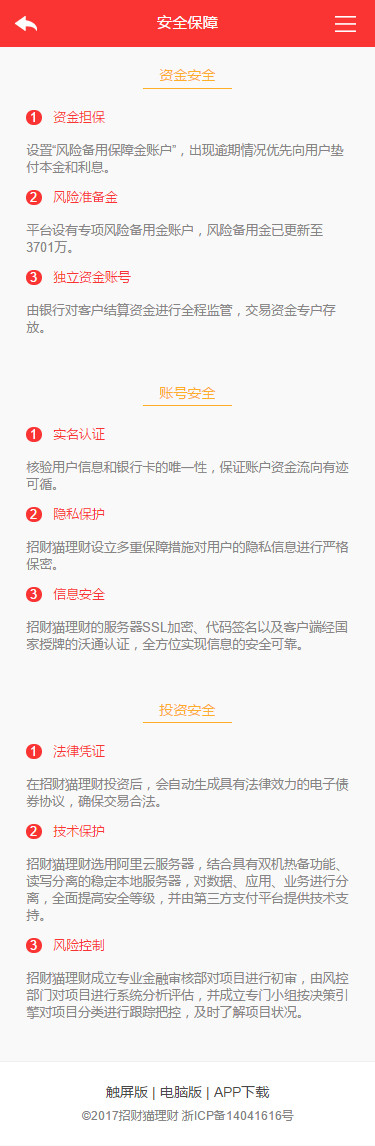 安全保障
资金安全
1 资金担保
设置“风险备用保障金账户”，出现逾期情况优先向用户垫
付本金和利息。
2 风险准备金
平台设有专项风险备用金账户，风险备用金已更新至
3701万。
3 独立资金账号
由银行对客户结算资金进行全程监管，交易资金专户存
放。
账号安全
1 实名认证
核验用户信息和银行卡的唯一性，保证账户资金流向有迹
可循。
2 隐私保护
招财猫理财设立多重保障措施对用户的隐私信息进行严格
保密。
3 信息安全
招财猫理财的服务器SSL加密、代码签名以及客户端经国
家授牌的沃通认证，全方位实现信息的安全可靠。
投资安全
1 法律凭证
在招财猫理财投资后，会自动生成具有法律效力的电子债
券协议，确保交易合法。
2 技术保护
招财猫理财选用阿里云服务器，结合具有双机热备功能、
读写分离的稳定本地服务器，对数据、应用、业务进行分
离，全面提高安全等级，并由第三方支付平台提供技术支
持。
3 风险控制
招财猫理财成立专业金融审核部对项目进行初审，由风控
部门对项目进行系统分析评估，并成立专门小组按决策引
擎对项目分类进行跟踪把控，及时了解项目状况。
触屏版 | 电脑版 | APP下载
©2017招财猫理财 浙ICP备14041616号